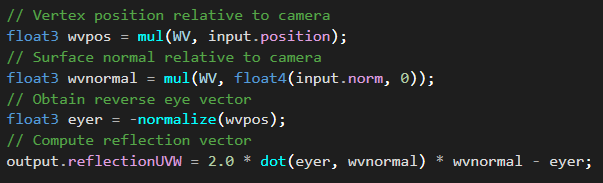 // Vertex position relative to camera
float3 wvpos = mul(WV, input.position);
// Surface normal relative to camera
float3 wvnormal = mul(WV, float4(input.norm, 0));
// Obtain reverse eye vector
float3 eyer = -normalize(wvpos);
// Compute reflection vector
output.reflectionUVW = 2.0 * dot(eyer, wvnormal) * wvnormal - eyer;